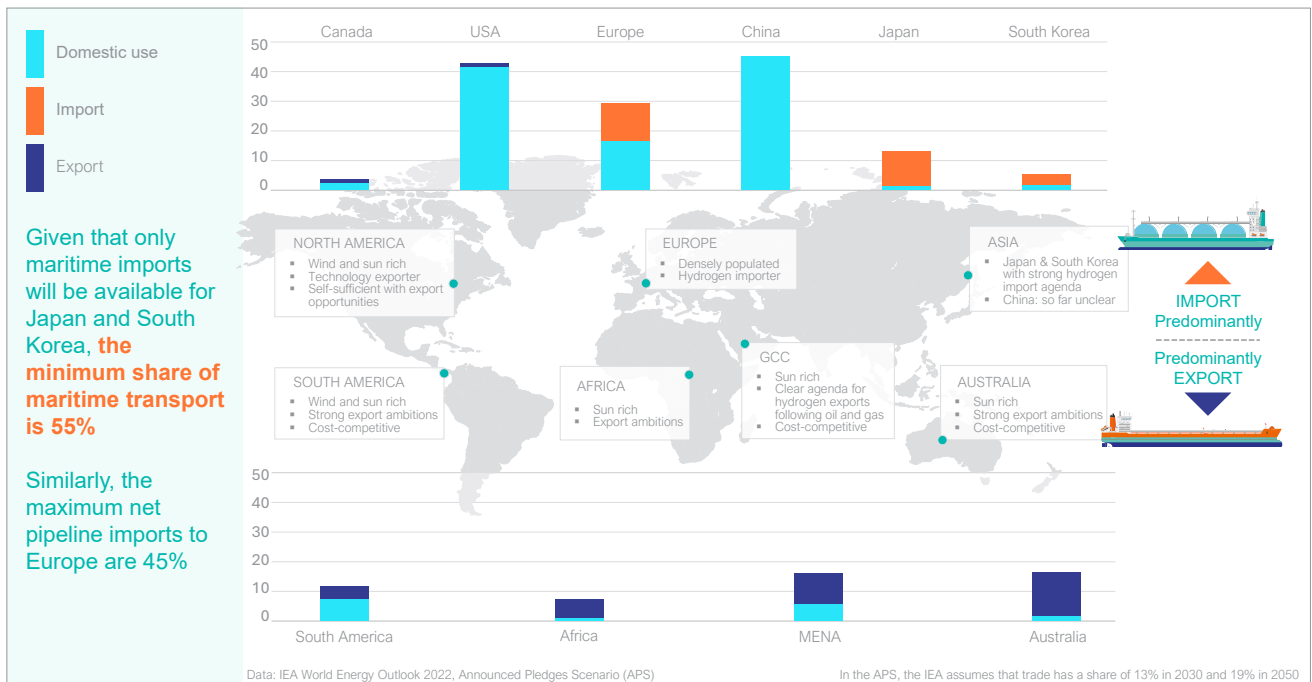 Domestic use
Import
Export
Given that only
maritime imports
will be available for
Japan and South
Korea, the
minimum share of
maritime transport
is 55%
Similarly, the
maximum net
pipeline imports to
Europe are 45%
Canada
USA
Europe
China
Japan
South Korea
50
40
30
20
10
0
NORTH AMERICA
Wind and sun rich
Technology exporter
Self-sufficient with export
opportunities
EUROPE
Densely populated
Hydrogen importer
ASIA
Japan & South Korea
with strong hydrogen
import agenda
China: so far unclear
IMPORT
Predominantly
Predominantly
EXPORT
SOUTH AMERICA
Wind and sun rich
Strong export ambitions
Cost-competitive
AFRICA
Sun rich
Export ambitions
GCC
Sun rich
Clear agenda for
hydrogen exports
following oil and gas
Cost-competitive
AUSTRALIA
Sun rich
Strong export ambitions
Cost-competitive
50
40
30
20
10
0
South America
Africa
MENA
Australia
Data: IEA World Energy Outlook 2022, Announced Pledges Scenario (APS)
In the APS, the IEA assumes that trade has a share of 13% in 2030 and 19% in 2050